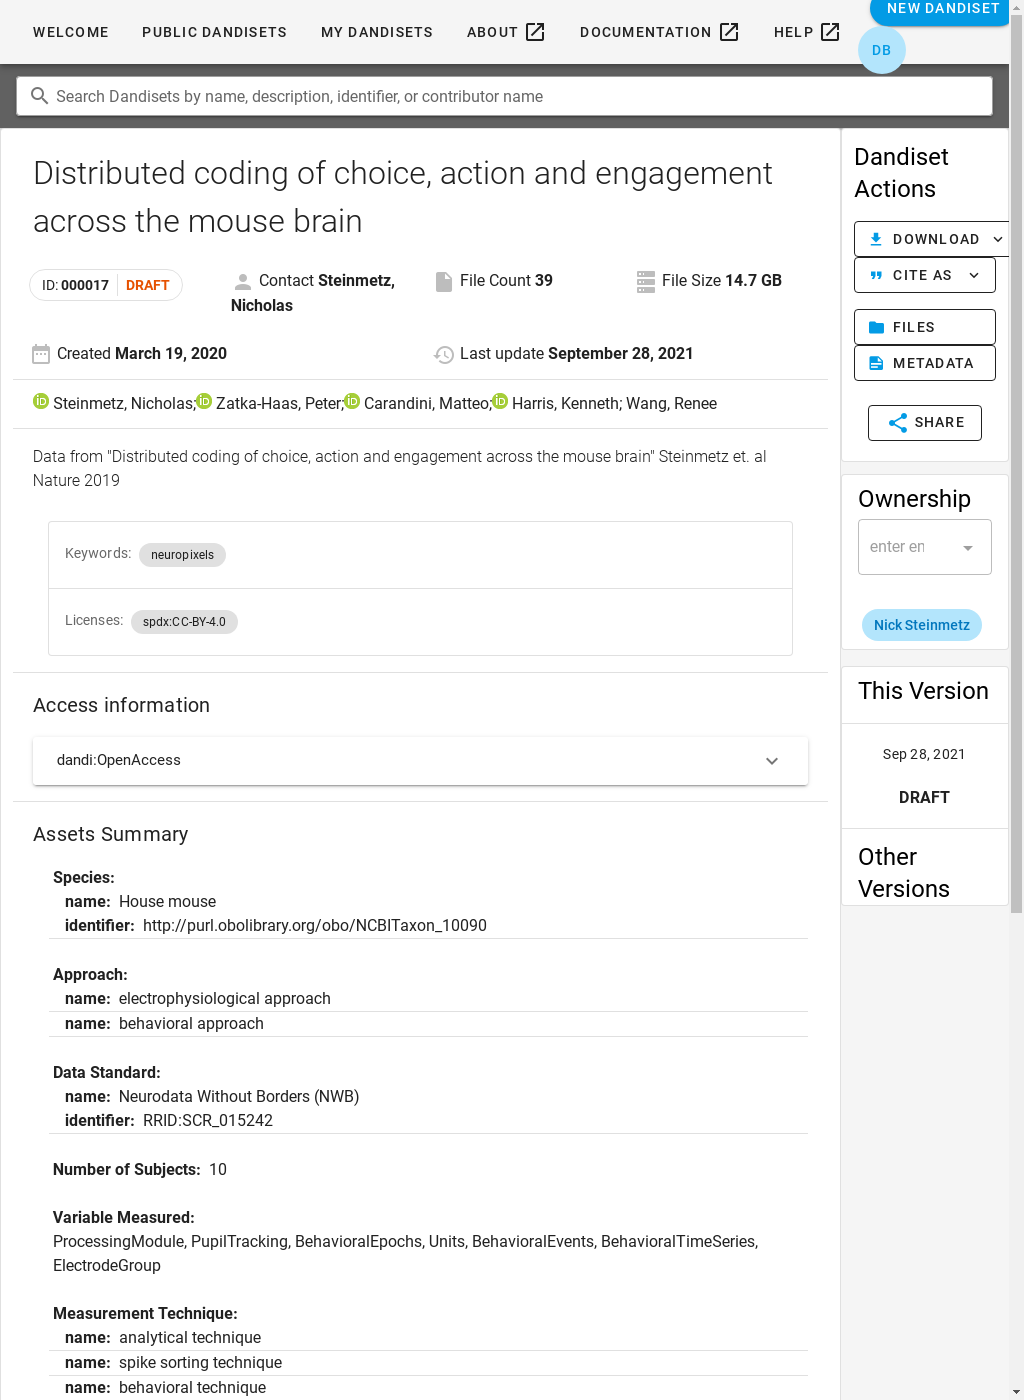 WELCOME PUBLIC DANDISETS MY DANDISETS ABOUT DOCUMENTATION HELP NEW DANDISET
DB
Search Dandisets by name, description, identifier, or contributor name
Distributed coding of choice, action and engagement
across the mouse brain
ID: 000017 DRAFT
Contact Steinmetz,
Nicholas
File Count 39
File Size 14.7 GB
Created March 19, 2020
Last update September 28, 2021
Steinmetz, Nicholas; Zatka-Haas, Peter; Carandini, Matteo; Harris, Kenneth; Wang, Renee
Data from "Distributed coding of choice, action and engagement across the mouse brain" Steinmetz et. al
Nature 2019
Keywords: neuropixels
Licenses: spdx:CC-BY-4.0
Access information
dandi:OpenAccess
Assets Summary
Species:
name: House mouse
identifier: http://purl.obolibrary.org/obo/NCBITaxon_10090
Approach:
name: electrophysiological approach
name: behavioral approach
Data Standard:
name: Neurodata Without Borders (NWB)
identifier: RRID:SCR_015242
Number of Subjects: 10
Variable Measured:
ProcessingModule, PupilTracking, BehavioralEpochs, Units, BehavioralEvents, BehavioralTimeSeries,
ElectrodeGroup
Measurement Technique:
name: analytical technique
name: spike sorting technique
name: behavioral technique
Dandiset
Actions
DOWNLOAD
CITE AS
FILES
METADATA
SHARE
Ownership
enter en
Nick Steinmetz
This Version
Sep 28, 2021
DRAFT
Other
Versions